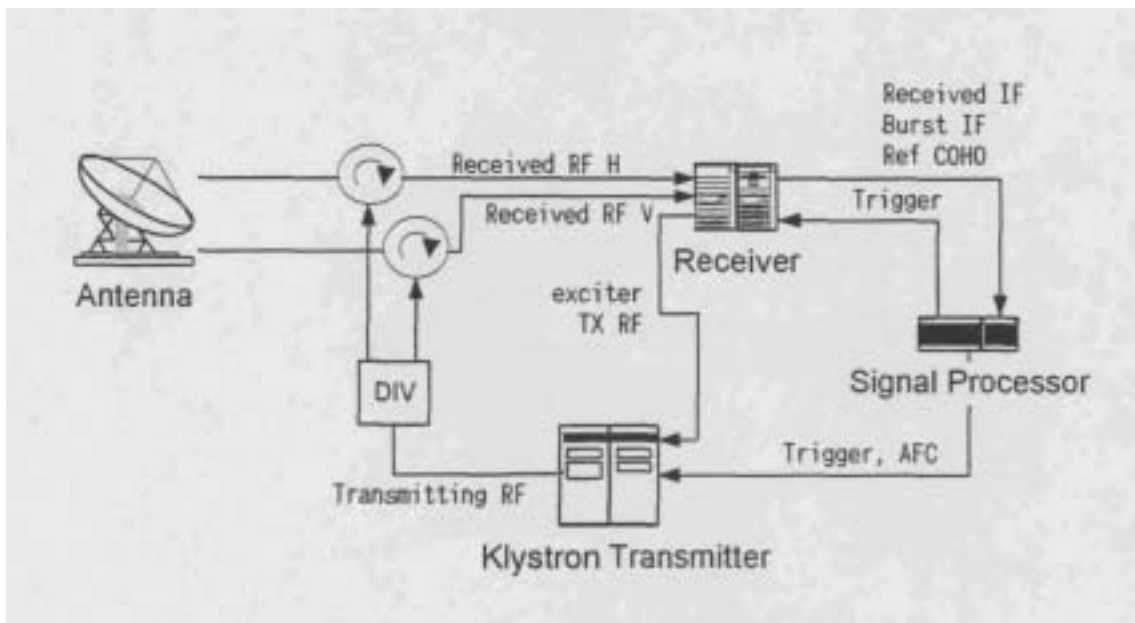 Received IF
Burst IF
Ref COHO
Received RF H
Trigger
Received RF V
Receiver
Antenna
exciter
TX RF
Signal Processor
DIV
Trigger, AFC
Transmitting RF
Klystron Transmitter